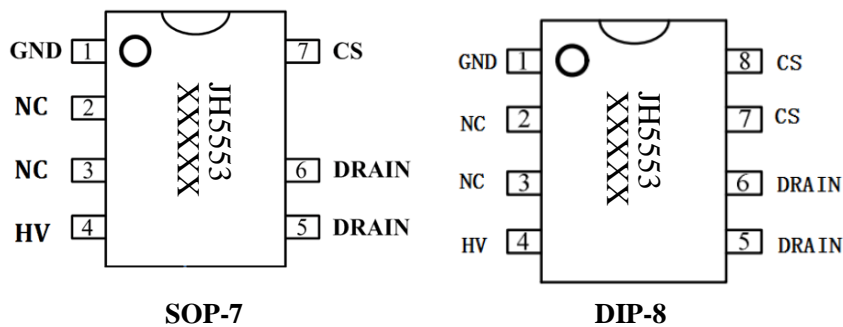 GND 1 7 CS
NC 2
NC 3 6 DRAIN
HV 4 5 DRAIN
JH5553
XXXXX
SOP-7
GND 1 8 CS
NC 2 7 CS
NC 3 6 DRAIN
HV 4 5 DRAIN
JH5553
XXXXX
DIP-8